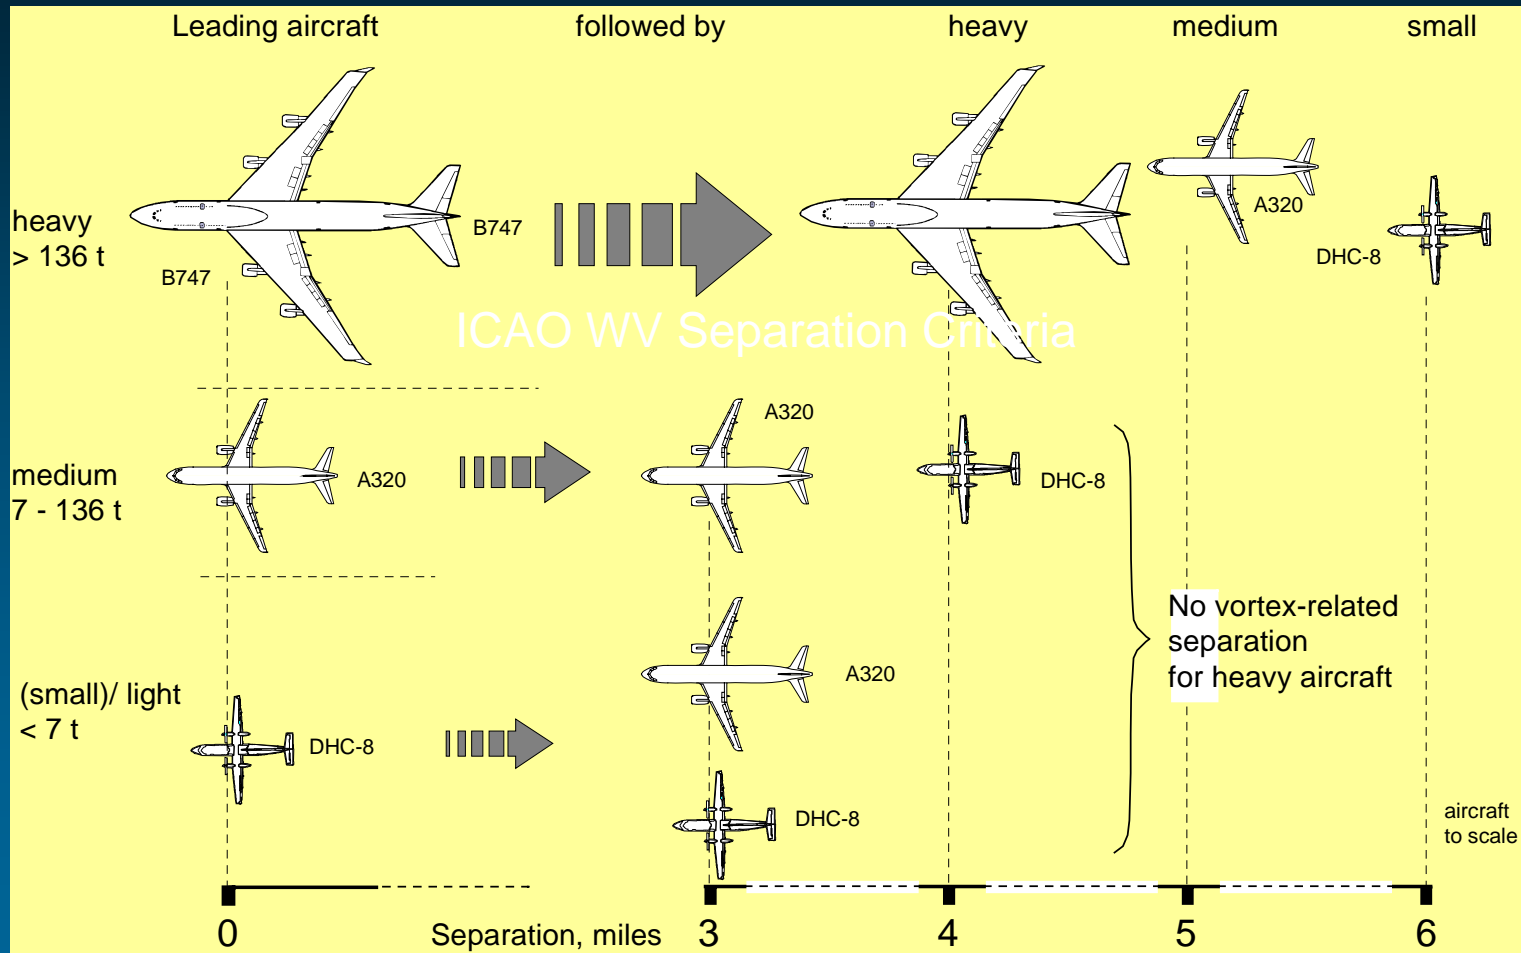 Leading aircraft
followed by
heavy
medium
small
heavy
> 136 t
B747
B747
A320
DHC-8
ICAO WV Separation Criteria
medium
7 - 136 t
A320
A320
DHC-8
No vortex-related
separation
for heavy aircraft
(small)/ light
< 7 t
DHC-8
A320
DHC-8
aircraft
to scale
0
Separation, miles
3
4
5
6